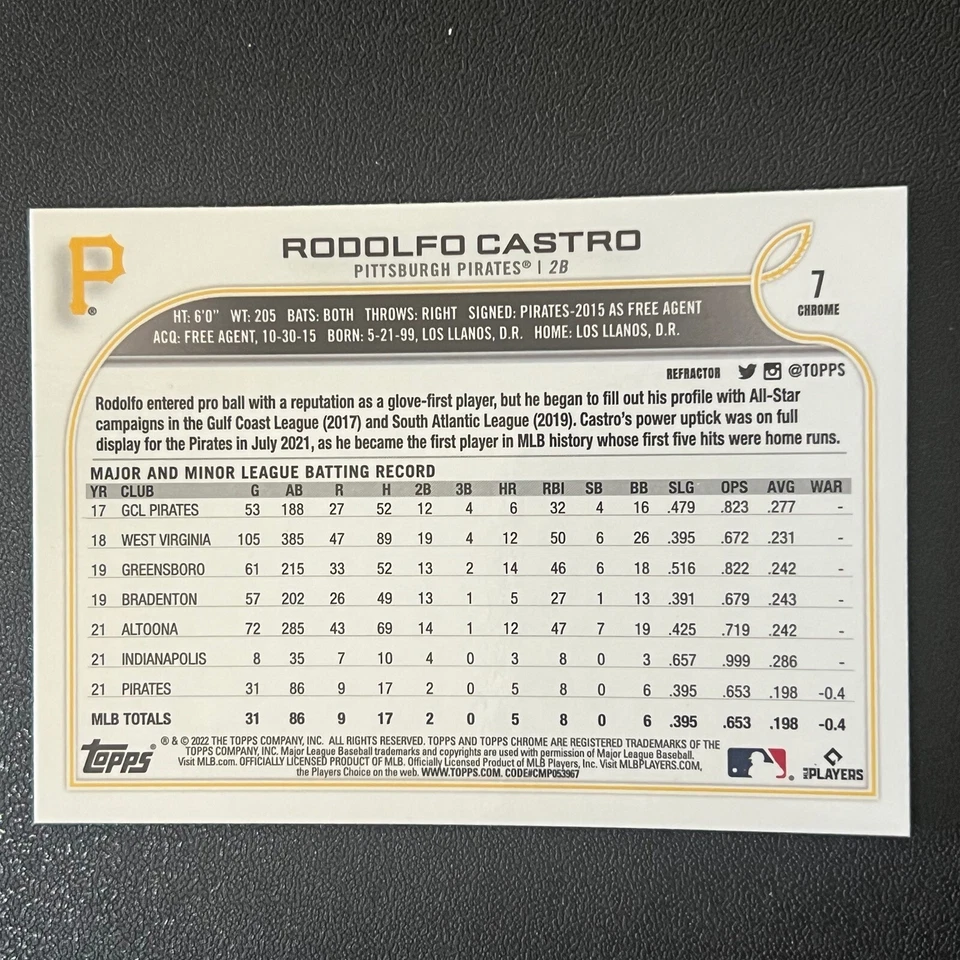 P®
RODOLFO CASTRO
PITTSBURGH PIRATES® | 2B
7
CHROME
HT: 6'0" WT: 205 BATS: BOTH THROWS: RIGHT SIGNED: PIRATES-2015 AS FREE AGENT
ACQ: FREE AGENT, 10-30-15 BORN: 5-21-99, LOS LLANOS, D.R. HOME: LOS LLANOS, D.R.
REFRACTOR @TOPPS
Rodolfo entered pro ball with a reputation as a glove-first player, but he began to fill out his profile with All-Star
campaigns in the Gulf Coast League (2017) and South Atlantic League (2019). Castro's power uptick was on full
display for the Pirates in July 2021, as he became the first player in MLB history whose first five hits were home runs.
MAJOR AND MINOR LEAGUE BATTING RECORD
YR CLUB G AB R H 2B 3B HR RBI SB BB SLG OPS AVG WAR
17 GCL PIRATES 53 188 27 52 12 4 6 32 4 16 .479 .823 .277 -
18 WEST VIRGINIA 105 385 47 89 19 4 12 50 6 26 .395 .672 .231 -
19 GREENSBORO 61 215 33 52 13 2 14 46 6 18 .516 .822 .242 -
19 BRADENTON 57 202 26 49 13 1 5 27 1 13 .391 .679 .243 -
21 ALTOONA 72 285 43 69 14 1 12 47 7 19 .425 .719 .242 -
21 INDIANAPOLIS 8 35 7 10 4 0 3 8 0 3 .657 .999 .286 -
21 PIRATES 31 86 9 17 2 0 5 8 0 6 .395 .653 .198 -0.4
MLB TOTALS 31 86 9 17 2 0 5 8 0 6 .395 .653 .198 -0.4
Topps®
® & © 2022 THE TOPPS COMPANY, INC. ALL RIGHTS RESERVED. TOPPS AND TOPPS CHROME ARE REGISTERED TRADEMARKS OF THE
TOPPS COMPANY, INC. Major League Baseball trademarks and copyrights are used with permission of Major League Baseball.
Visit MLB.com. OFFICIALLY LICENSED PRODUCT OF MLB. Officially Licensed Product of MLB Players, Inc. Visit MLBPLAYERS.COM,
the Players Choice on the web. WWW.TOPPS.COM. CODE#CMP053967
MLB PLAYERS